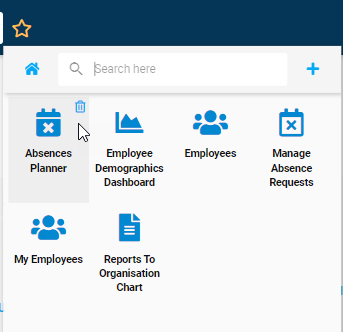 Search here
Absences
Planner
Employee
Demographics
Dashboard
Employees
Manage
Absence
Requests
My Employees
Reports To
Organisation
Chart